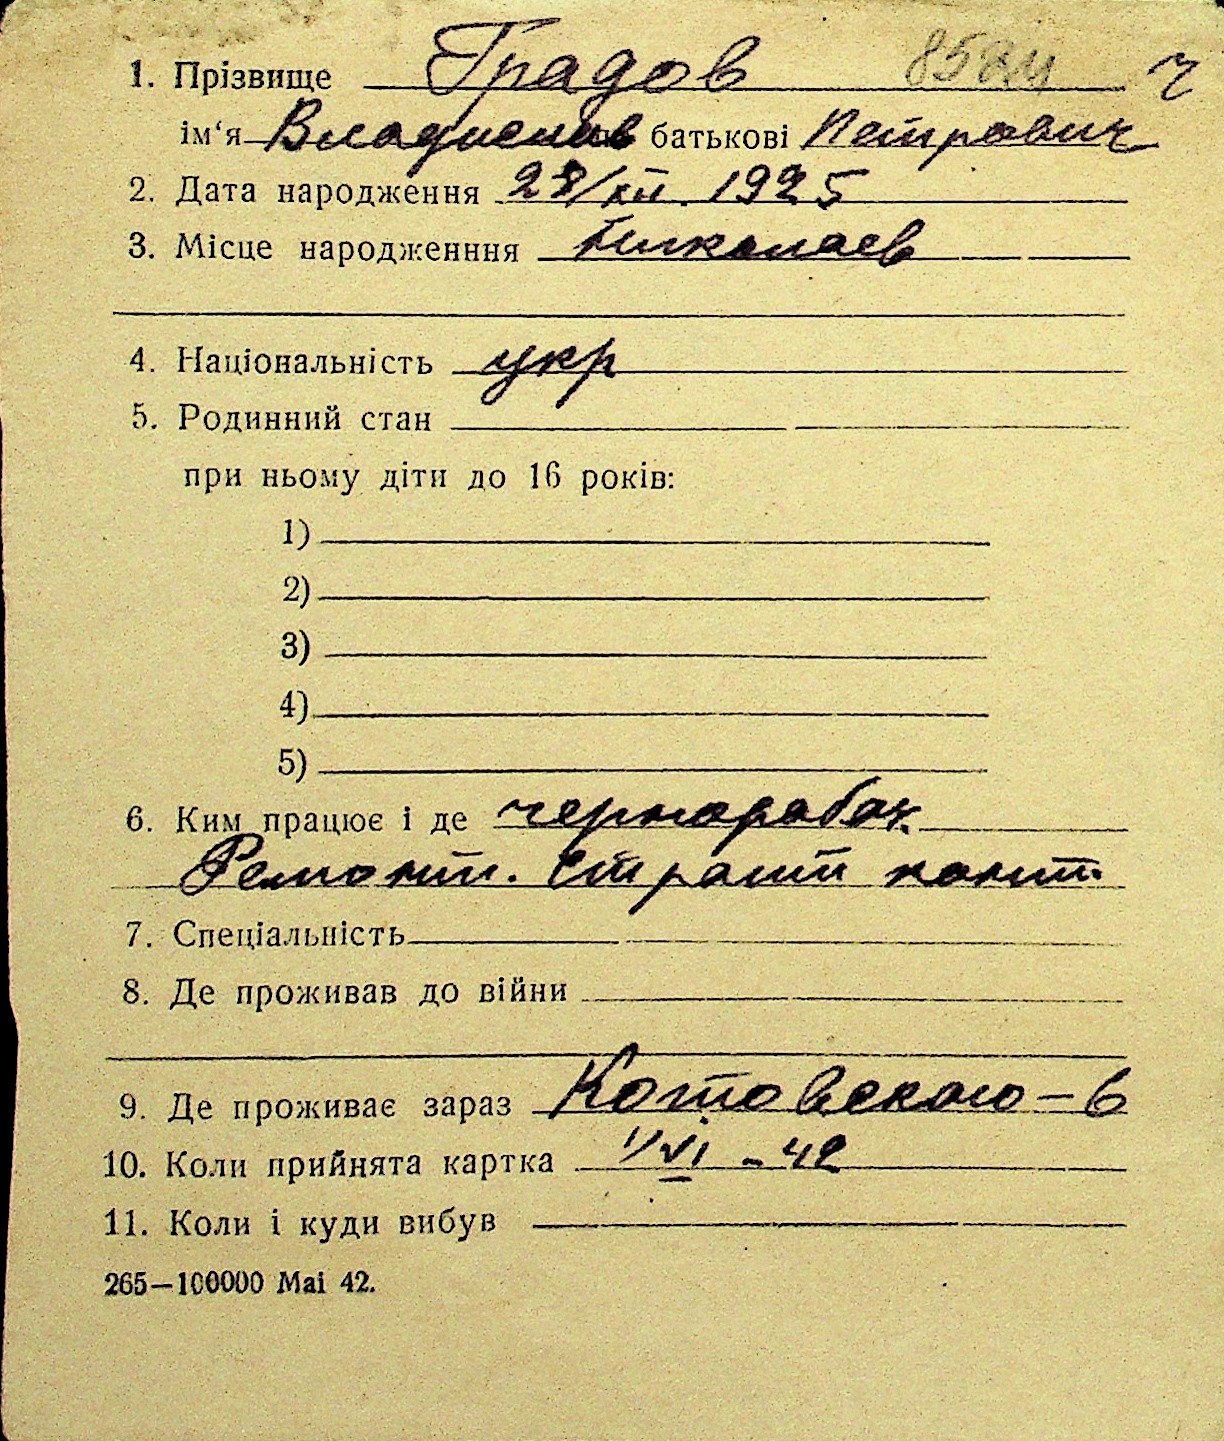 1. Прізвище Градов ч
ім‘я Владислав по батькові Петрович
2. Дата народження 28/XII. 1925
3. Місце народженння Николаев
4. Національність укр
5. Родинний стан
при ньому діти до 16 років:
1)
2)
3)
4)
5)
6. Ким працює і де чернорабоч.
Ремонт. Строит конт.
7. Спеціальність
8. Де проживав до війни
9. Де проживає зараз Котовского – 6
10. Коли прийнята картка 1/VI – 42
11. Коли і куди вибув
265—100000 Mai 42.